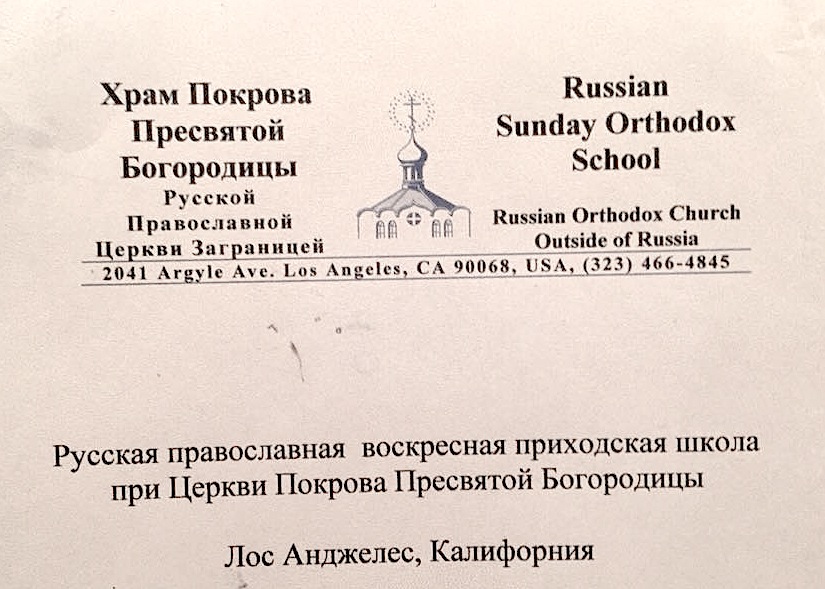 Храм Покрова
Пресвятой
Богородицы
Русской
Православной
Церкви Заграницей
Russian
Sunday Orthodox
School
Russian Orthodox Church
Outside of Russia
2041 Argyle Ave. Los Angeles, CA 90068, USA, (323) 466-4845
Русская православная воскресная приходская школа
при Церкви Покрова Пресвятой Богородицы
Лос Анджелес, Калифорния